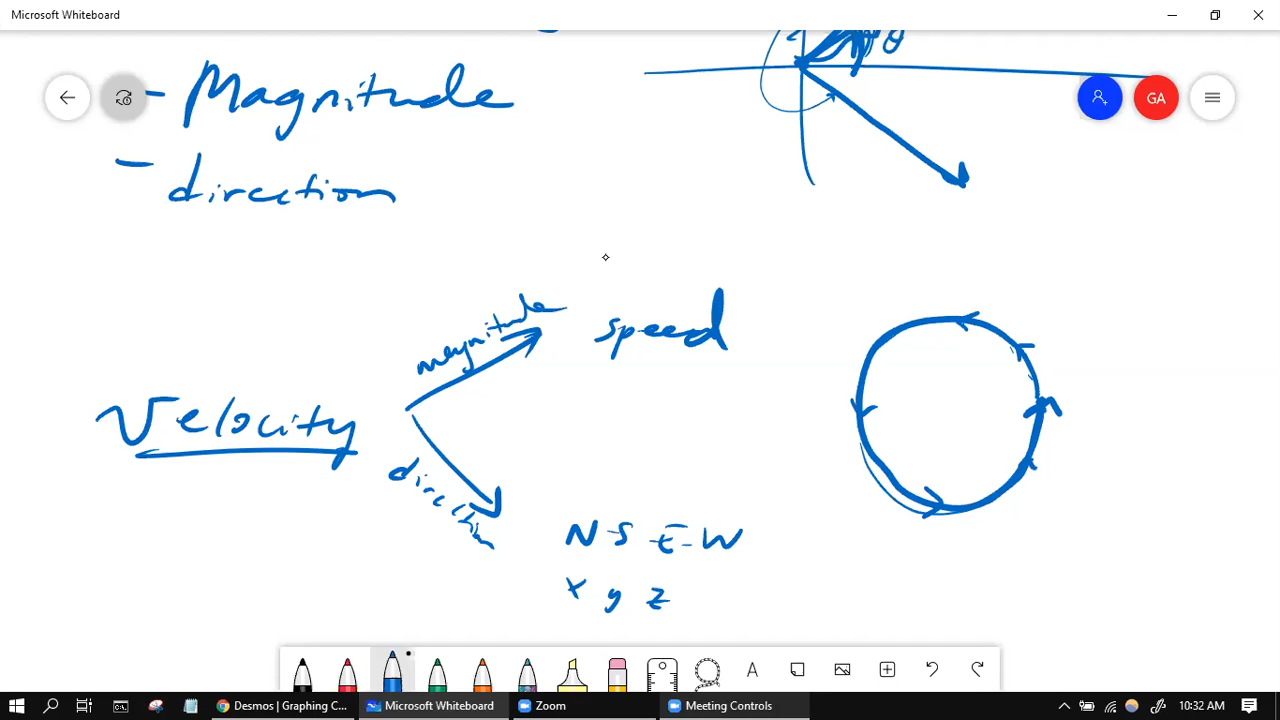 Microsoft Whiteboard
- Magnitude
- direction
θ
GA
magnitude
speed
Velocity
direction
N S E W
x y z
A
Desmos | Graphing C...
Microsoft Whiteboard
Zoom
Meeting Controls
10:32 AM